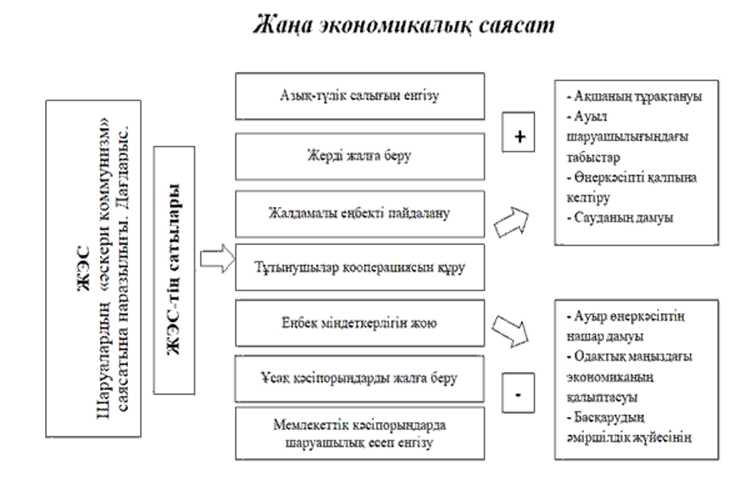 Жаңа экономикалық саясат
ЖЭС
Шаруалардың «әскери коммунизм»
саясатына наразылығы. Дағдарыс.
ЖЭС-тің сатылары
Азық-түлік салығын енгізу
Жерді жалға беру
Жалдамалы еңбекті пайдалану
Тұтынушылар кооперациясын құру
Еңбек міндеткерлігін жою
Ұсақ кәсіпорындарды жалға беру
Мемлекеттік кәсіпорындарда
шаруашылық есеп енгізу
+
- Ақшаның тұрақтануы
- Ауыл
шаруашылығындағы
табыстар
- Өнеркәсіпті қалпына
келтіру
- Сауданың дамуы
-
- Ауыр өнеркәсіптің
нашар дамуы
- Одақтық маңыздағы
экономиканың
қалыптасуы
- Басқарудың
әміршілдік жүйесінің